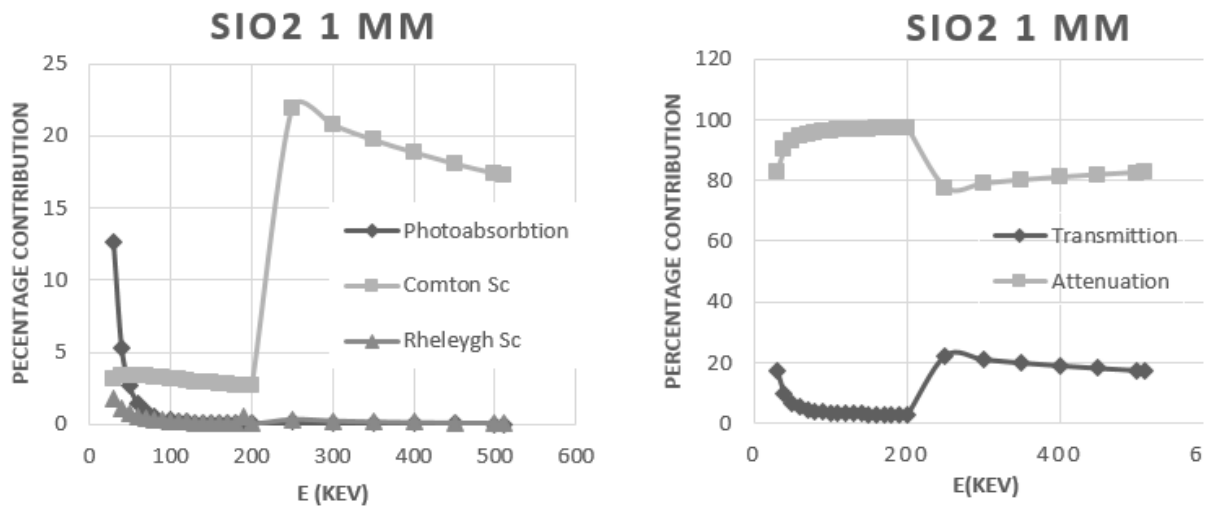 SIO2 1 MM
PECENTAGE CONTRIBUTION
25
20
15
10
5
0
Photoabsorbtion
Comton Sc
Rheleygh Sc
0 100 200 300 400 500 600
E (KEV)
SIO2 1 MM
PERCENTAGE CONTRIBUTION
120
100
80
60
40
20
0
Transmittion
Attenuation
0 200 400 6
E(KEV)